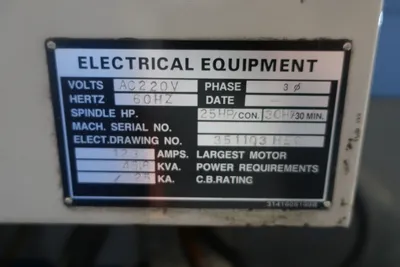 ELECTRICAL EQUIPMENT
VOLTS AC220V PHASE 3Ø
HERTZ 60HZ DATE
SPINDLE HP. 25HP/CON. 30HP/30 MIN.
MACH. SERIAL NO.
ELECT.DRAWING NO.
AMPS. LARGEST MOTOR
KVA. POWER REQUIREMENTS
KA. C.B.RATING